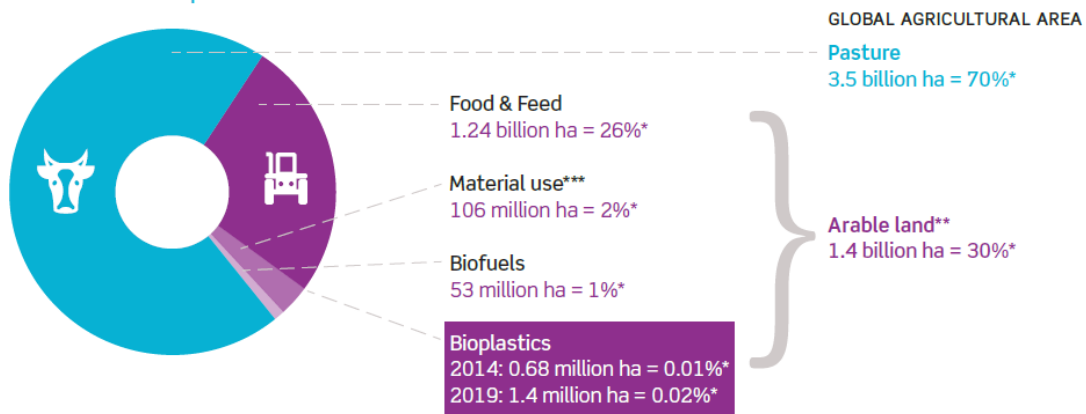 GLOBAL AGRICULTURAL AREA
Pasture
3.5 billion ha = 70%*
Food & Feed
1.24 billion ha = 26%*
Material use***
106 million ha = 2%*
Arable land**
1.4 billion ha = 30%*
Biofuels
53 million ha = 1%*
Bioplastics
2014: 0.68 million ha = 0.01%*
2019: 1.4 million ha = 0.02%*